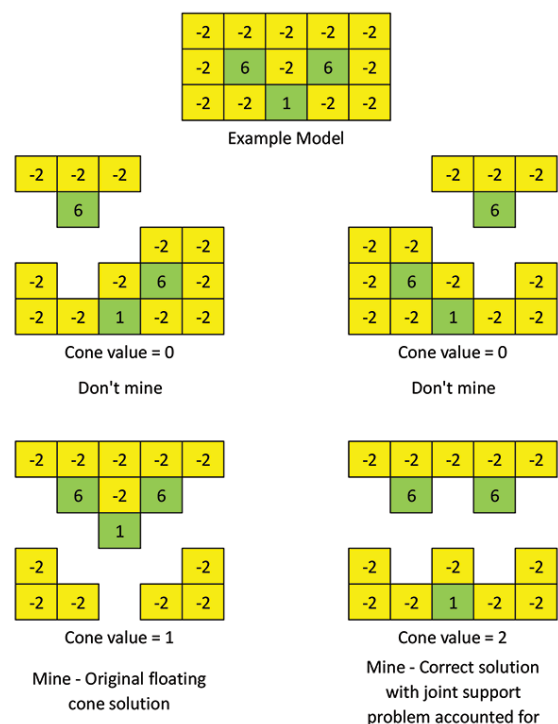 -2 -2 -2 -2 -2
-2 6 -2 6 -2
-2 -2 1 -2 -2
Example Model
-2 -2 -2
6
-2 -2
-2 -2 6 -2
-2 -2 1 -2 -2
Cone value = 0
Don't mine
-2 -2 -2
6
-2 -2
-2 6 -2 -2
-2 -2 1 -2 -2
Cone value = 0
Don't mine
-2 -2 -2 -2 -2
6 -2 6
1
-2 -2
-2 -2 -2 -2
Cone value = 1
Mine - Original floating
cone solution
-2 -2 -2 -2 -2
6 6
-2 -2 -2
-2 -2 1 -2 -2
Cone value = 2
Mine - Correct solution
with joint support
problem accounted for